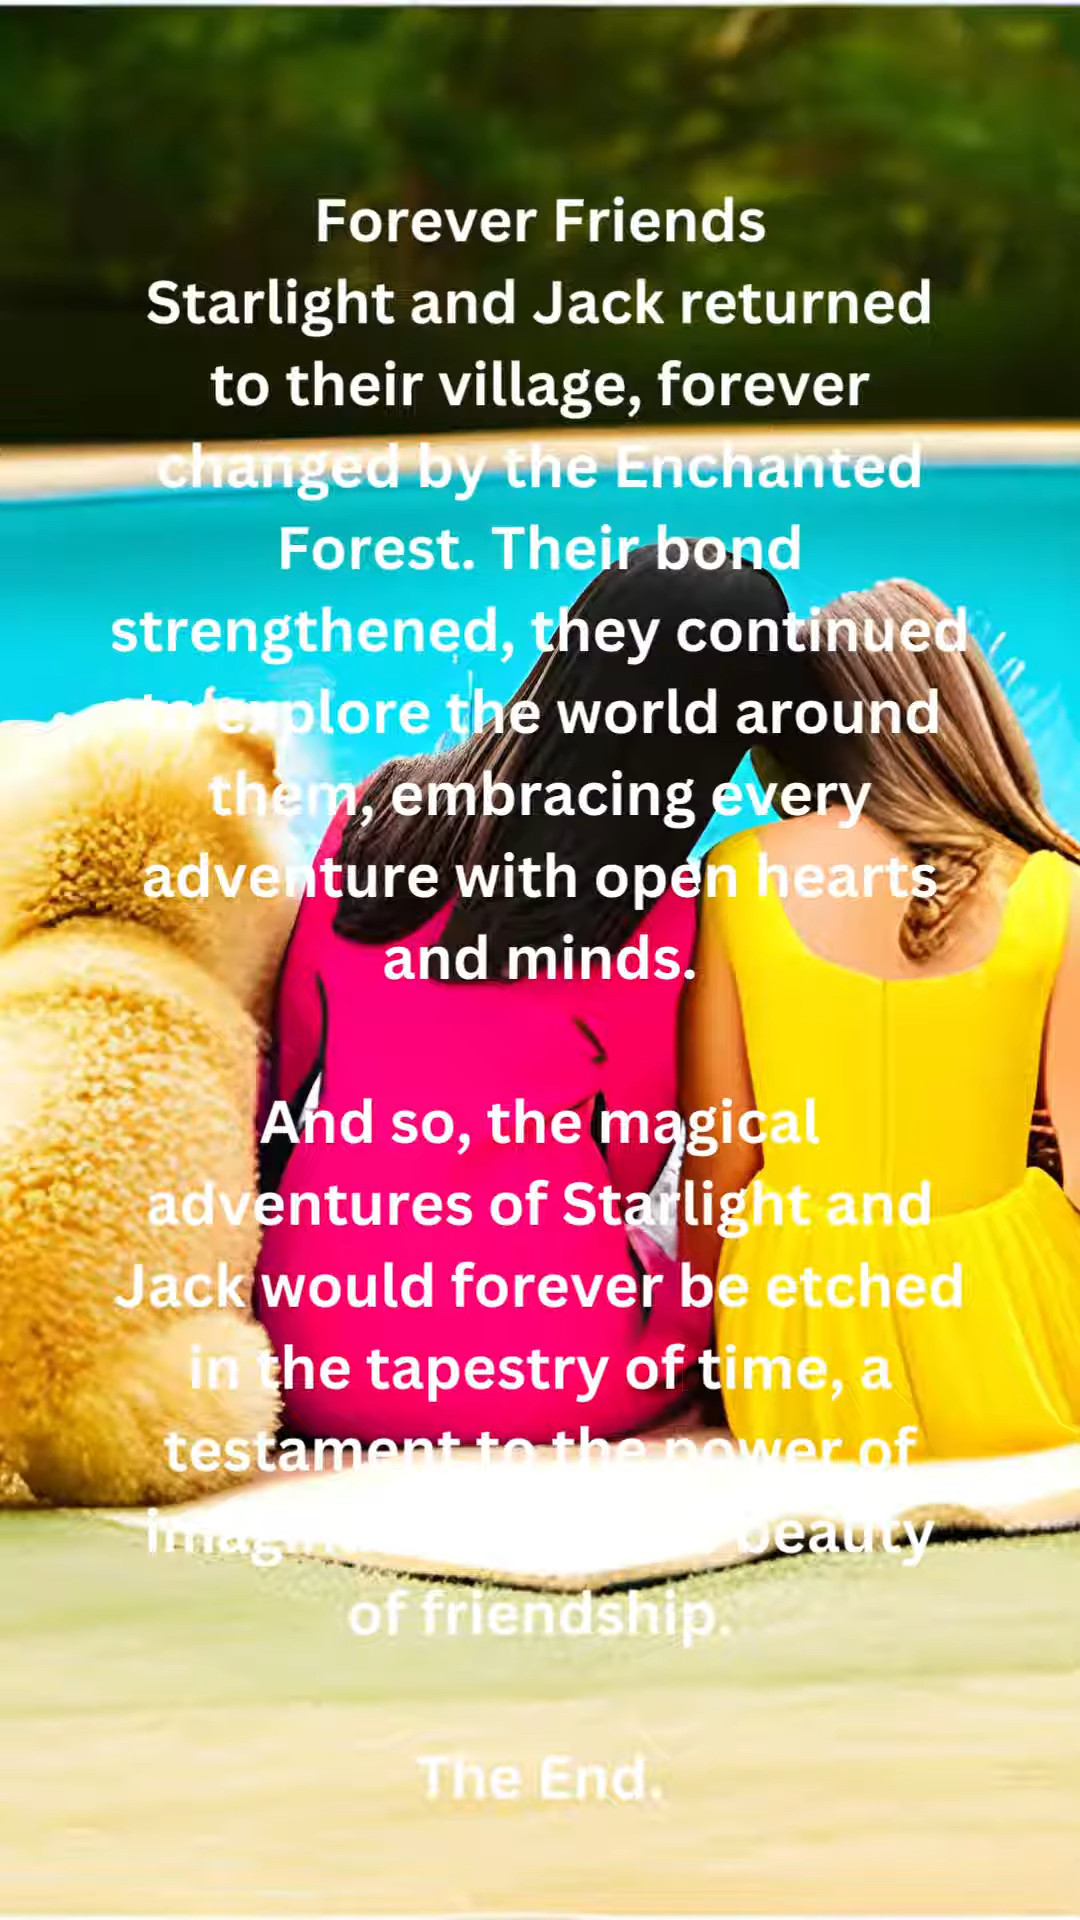 Forever Friends
Starlight and Jack returned
to their village, forever
changed by the Enchanted
Forest. Their bond
strengthened, they continued
to explore the world around
them, embracing every
adventure with open hearts
and minds.
And so, the magical
adventures of Starlight and
Jack would forever be etched
in the tapestry of time, a
testament to the power of
beauty
of friendship.
The End.